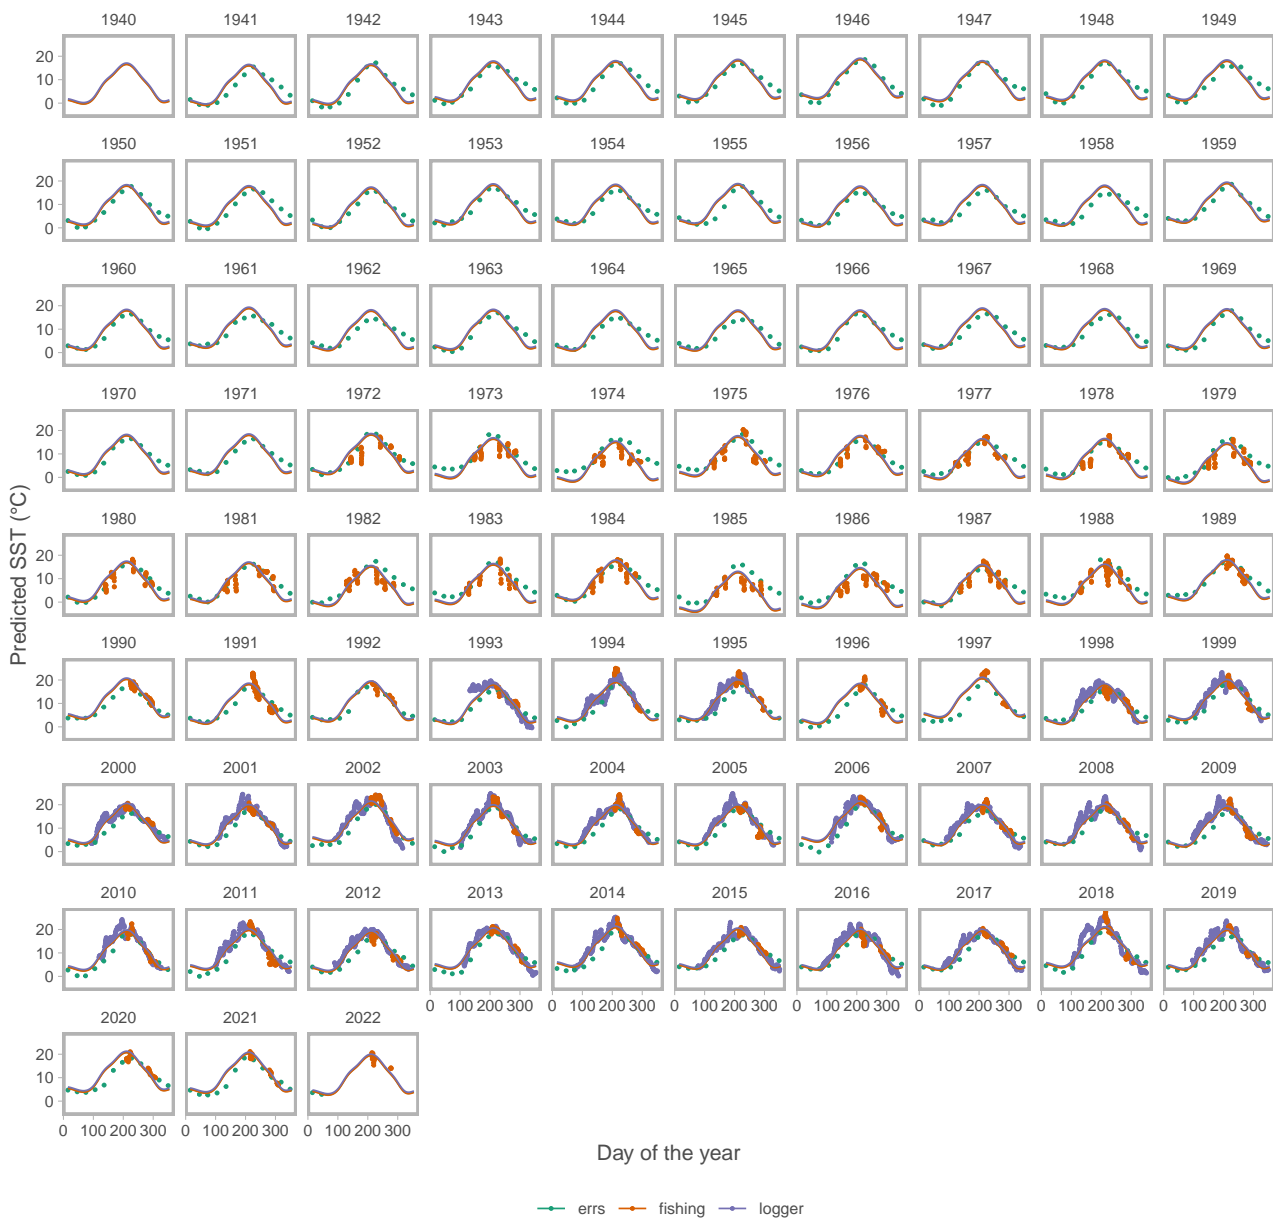 1940 1941 1942 1943 1944 1945 1946 1947 1948 1949
20
10
0
1950 1951 1952 1953 1954 1955 1956 1957 1958 1959
20
10
0
1960 1961 1962 1963 1964 1965 1966 1967 1968 1969
20
10
0
1970 1971 1972 1973 1974 1975 1976 1977 1978 1979
20
10
0
Predicted SST (°C)
1980 1981 1982 1983 1984 1985 1986 1987 1988 1989
20
10
0
1990 1991 1992 1993 1994 1995 1996 1997 1998 1999
20
10
0
2000 2001 2002 2003 2004 2005 2006 2007 2008 2009
20
10
0
2010 2011 2012 2013 2014 2015 2016 2017 2018 2019
20
10
0
0 100 200 300 0 100 200 300 0 100 200 300 0 100 200 300 0 100 200 300 0 100 200 300 0 100 200 300
2020 2021 2022
20
10
0
0 100 200 300 0 100 200 300 0 100 200 300
Day of the year
errs fishing logger